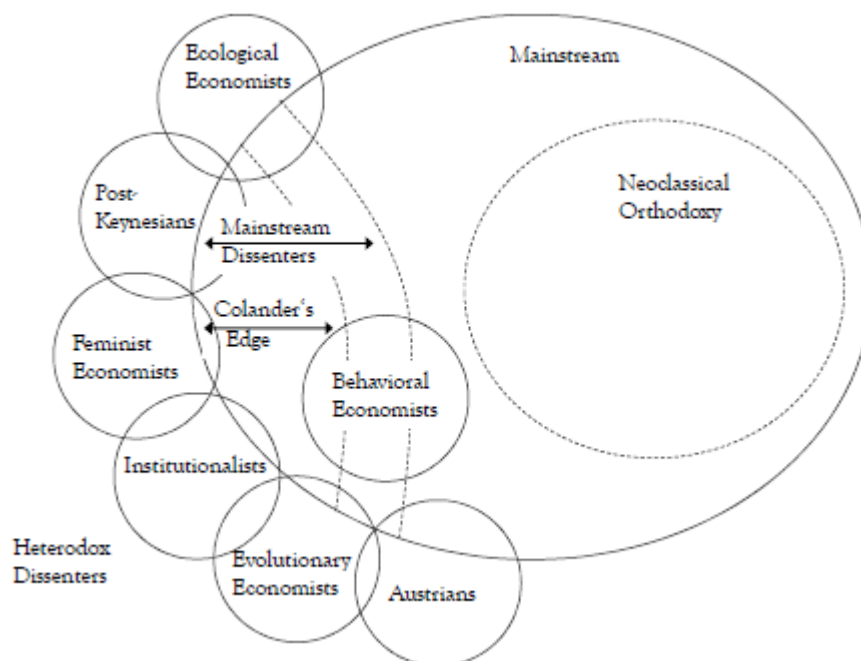 Ecological
Economists
Mainstream
Neoclassical
Orthodoxy
Post-
Keynesians
Mainstream
Dissenters
Colander's
Edge
Feminist
Economists
Behavioral
Economists
Institutionalists
Heterodox
Dissenters
Evolutionary
Economists
Austrians